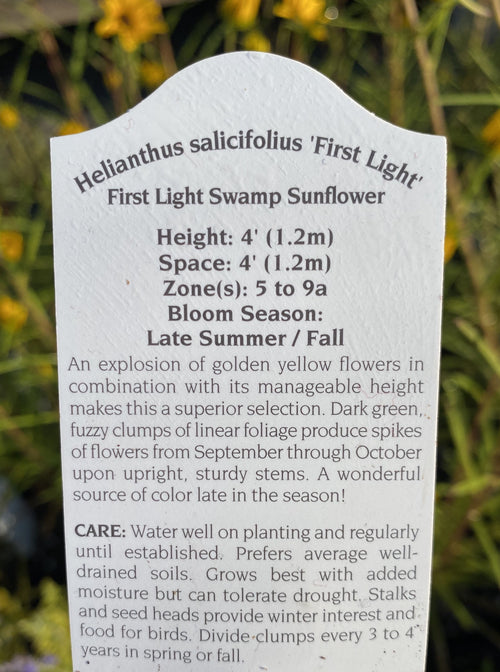 Helianthus salicifolius 'First Light'
First Light Swamp Sunflower
Height: 4' (1.2m)
Space: 4' (1.2m)
Zone(s): 5 to 9a
Bloom Season:
Late Summer / Fall
An explosion of golden yellow flowers in
combination with its manageable height
makes this a superior selection. Dark green,
fuzzy clumps of linear foliage produce spikes
of flowers from September through October
upon upright, sturdy stems. A wonderful
source of color late in the season!
CARE: Water well on planting and regularly
until established. Prefers average well-
drained soils. Grows best with added
moisture but can tolerate drought. Stalks
and seed heads provide winter interest and
food for birds. Divide clumps every 3 to 4
years in spring or fall.